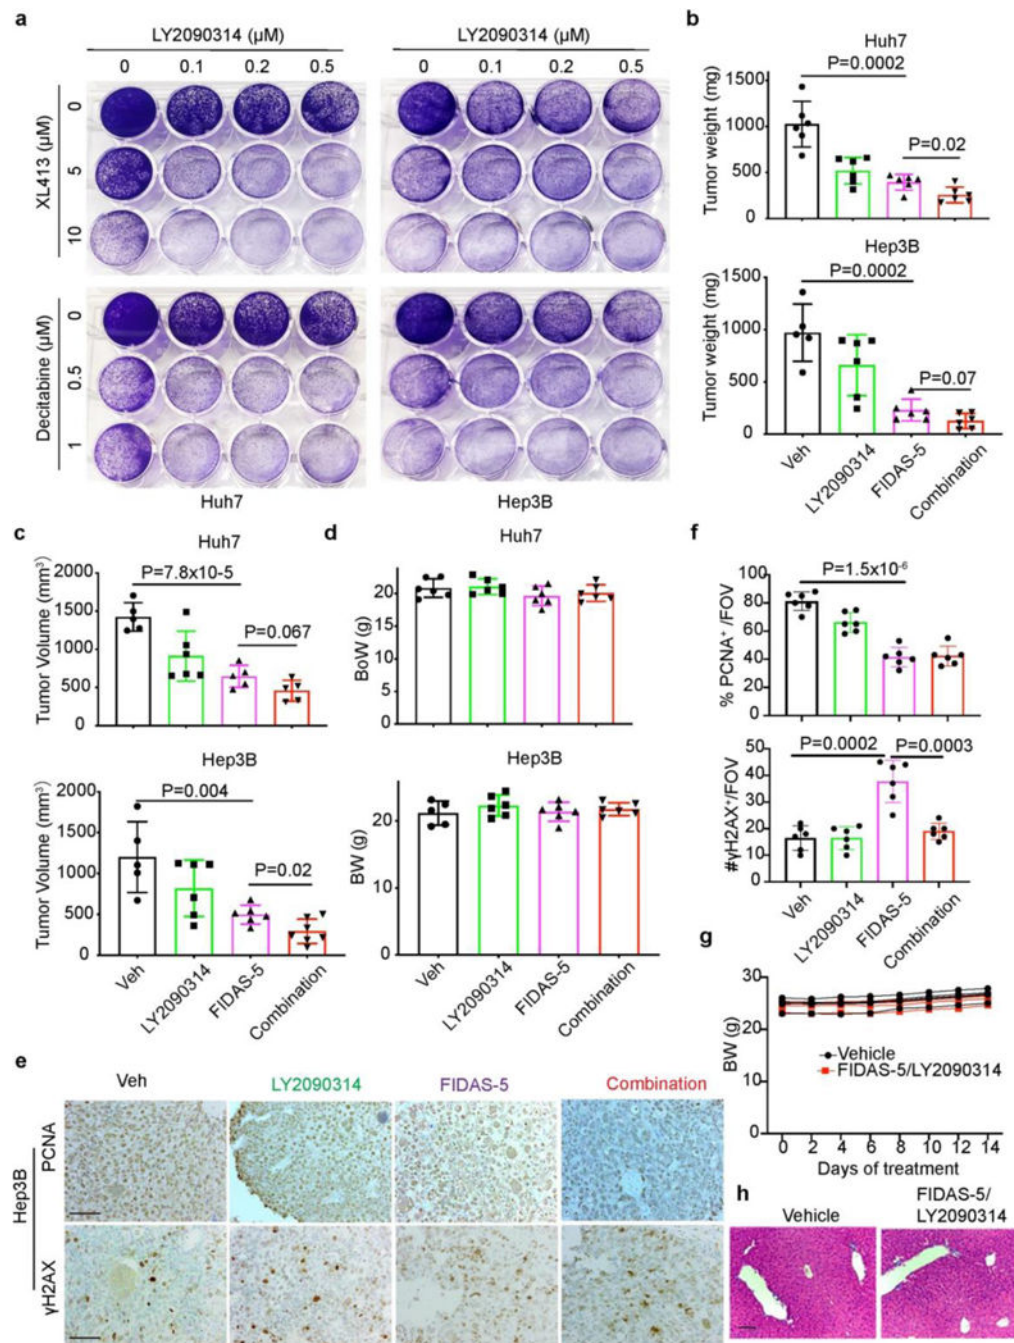 a
LY2090314 (μM)
LY2090314 (μM)
0 0.1 0.2 0.5
0 0.1 0.2 0.5
XL413 (μM)
0
5
10
Decitabine (μM)
0
0.5
1
Huh7
Hep3B
b
Huh7
P=0.0002
P=0.02
Tumor weight (mg)
1500
1000
500
0
Hep3B
P=0.0002
P=0.07
Tumor weight (mg)
1500
1000
500
0
Veh
LY2090314
FIDAS-5
Combination
c
Huh7
P=7.8x10-5
P=0.067
Tumor Volume (mm³)
2000
1500
1000
500
0
Hep3B
P=0.004
P=0.02
Tumor Volume (mm³)
2000
1500
1000
500
0
Veh
LY2090314
FIDAS-5
Combination
d
Huh7
BoW (g)
20
10
0
Hep3B
BW (g)
20
10
0
Veh
LY2090314
FIDAS-5
Combination
f
P=1.5x10⁻⁶
% PCNA⁺ /FOV
100
80
60
40
20
0
P=0.0002
P=0.0003
#γH2AX⁺/FOV
50
40
30
20
10
0
Veh
LY2090314
FIDAS-5
Combination
g
BW (g)
30
20
10
0
Vehicle
FIDAS-5/LY2090314
0 2 4 6 8 10 12 14
Days of treatment
e
Veh
LY2090314
FIDAS-5
Combination
Hep3B
PCNA
γH2AX
h
Vehicle
FIDAS-5/
LY2090314